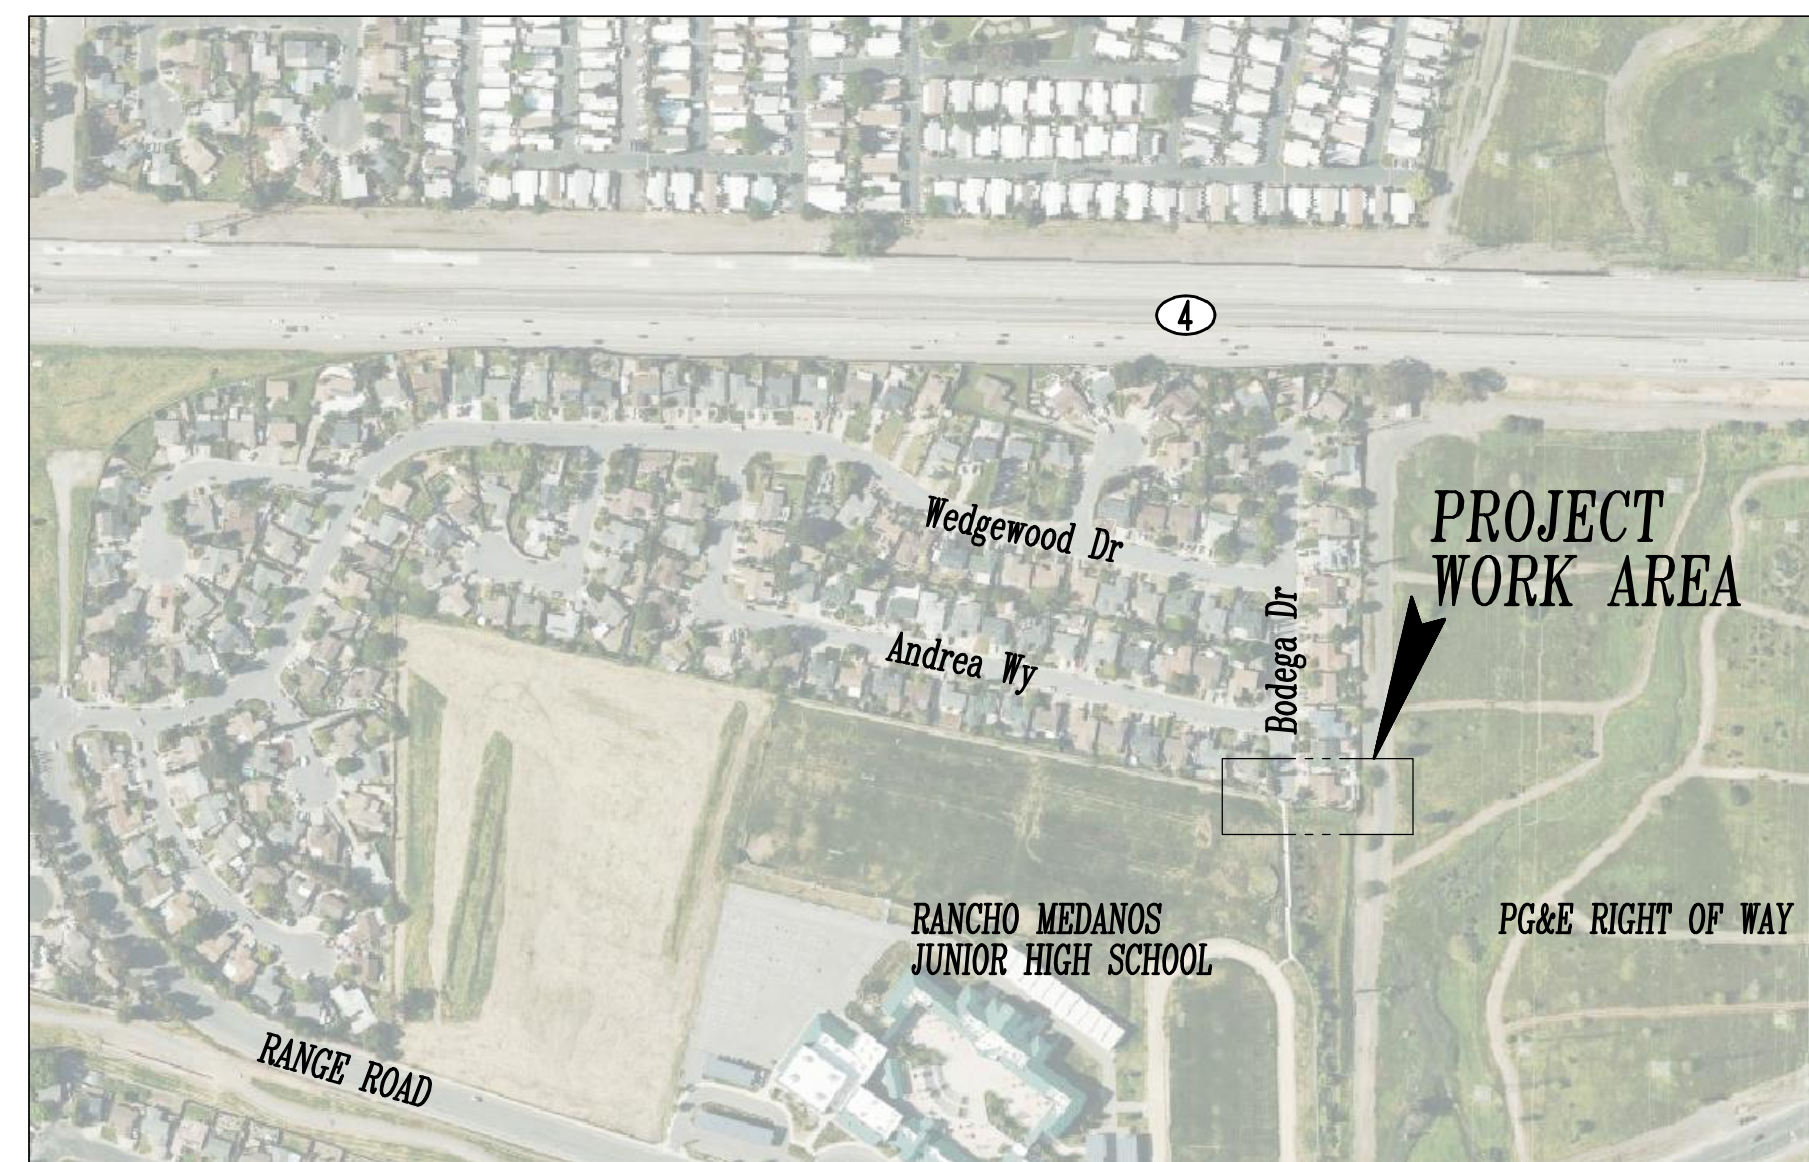 4
PROJECT
WORK AREA
Wedgewood Dr
Bodega Dr
Andrea Wy
RANCHO MEDANOS
JUNIOR HIGH SCHOOL
PG&E RIGHT OF WAY
RANGE ROAD